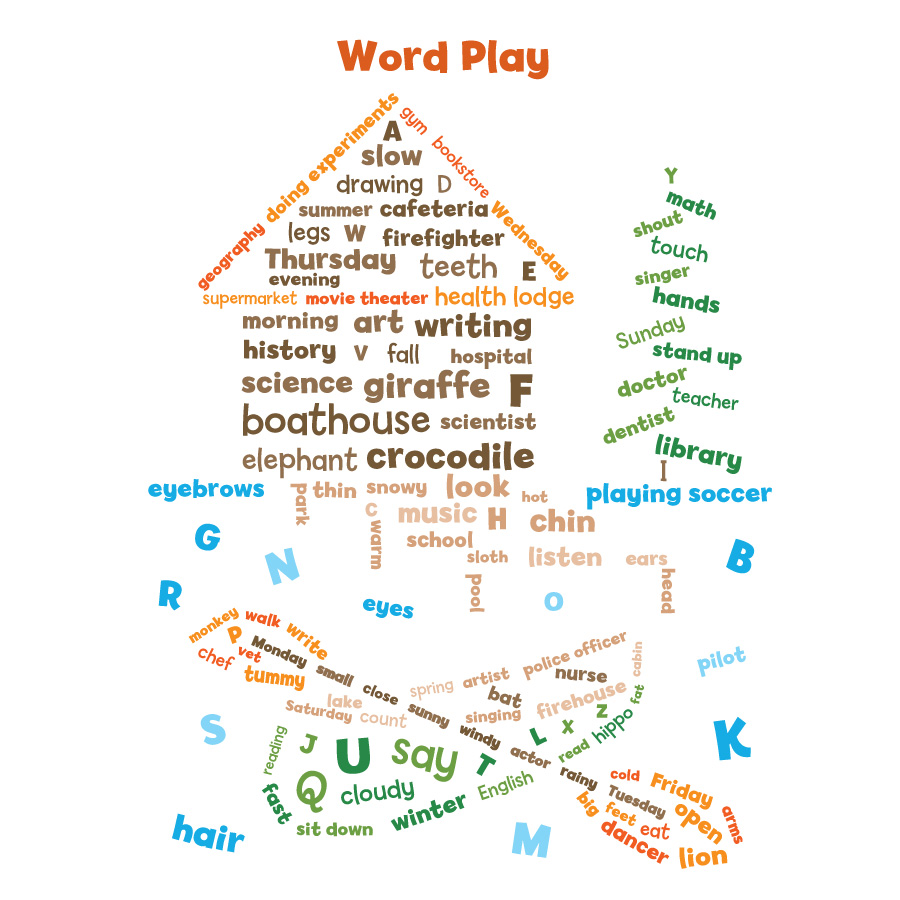 Word Play
doing experiments
gym
A
bookstore
slow
drawing D
geography
summer cafeteria
Wednesday
legs W firefighter
Thursday teeth E
evening
supermarket movie theater health lodge
morning art writing
history V fall hospital
science giraffe F
boathouse scientist
elephant crocodile
Y
math
shout
touch
singer
hands
Sunday
stand up
doctor
teacher
dentist
library
I
eyebrows
park
thin snowy look hot
playing soccer
C music H chin
warm
school
sloth listen ears
pool
head
G
N
B
R
eyes
O
monkey walk write
P Monday
chef vet
tummy
small
close
spring artist police officer
cabin
nurse
bat
lake
firehouse
fat
Saturday count
sunny
singing
pilot
S
windy
L X Z
hippo
read
K
reading
J U say
T
actor
rainy
cold Friday
Q cloudy
English
Tuesday
fast
winter
big feet open arms
sit down
eat
dancer
lion
hair
M